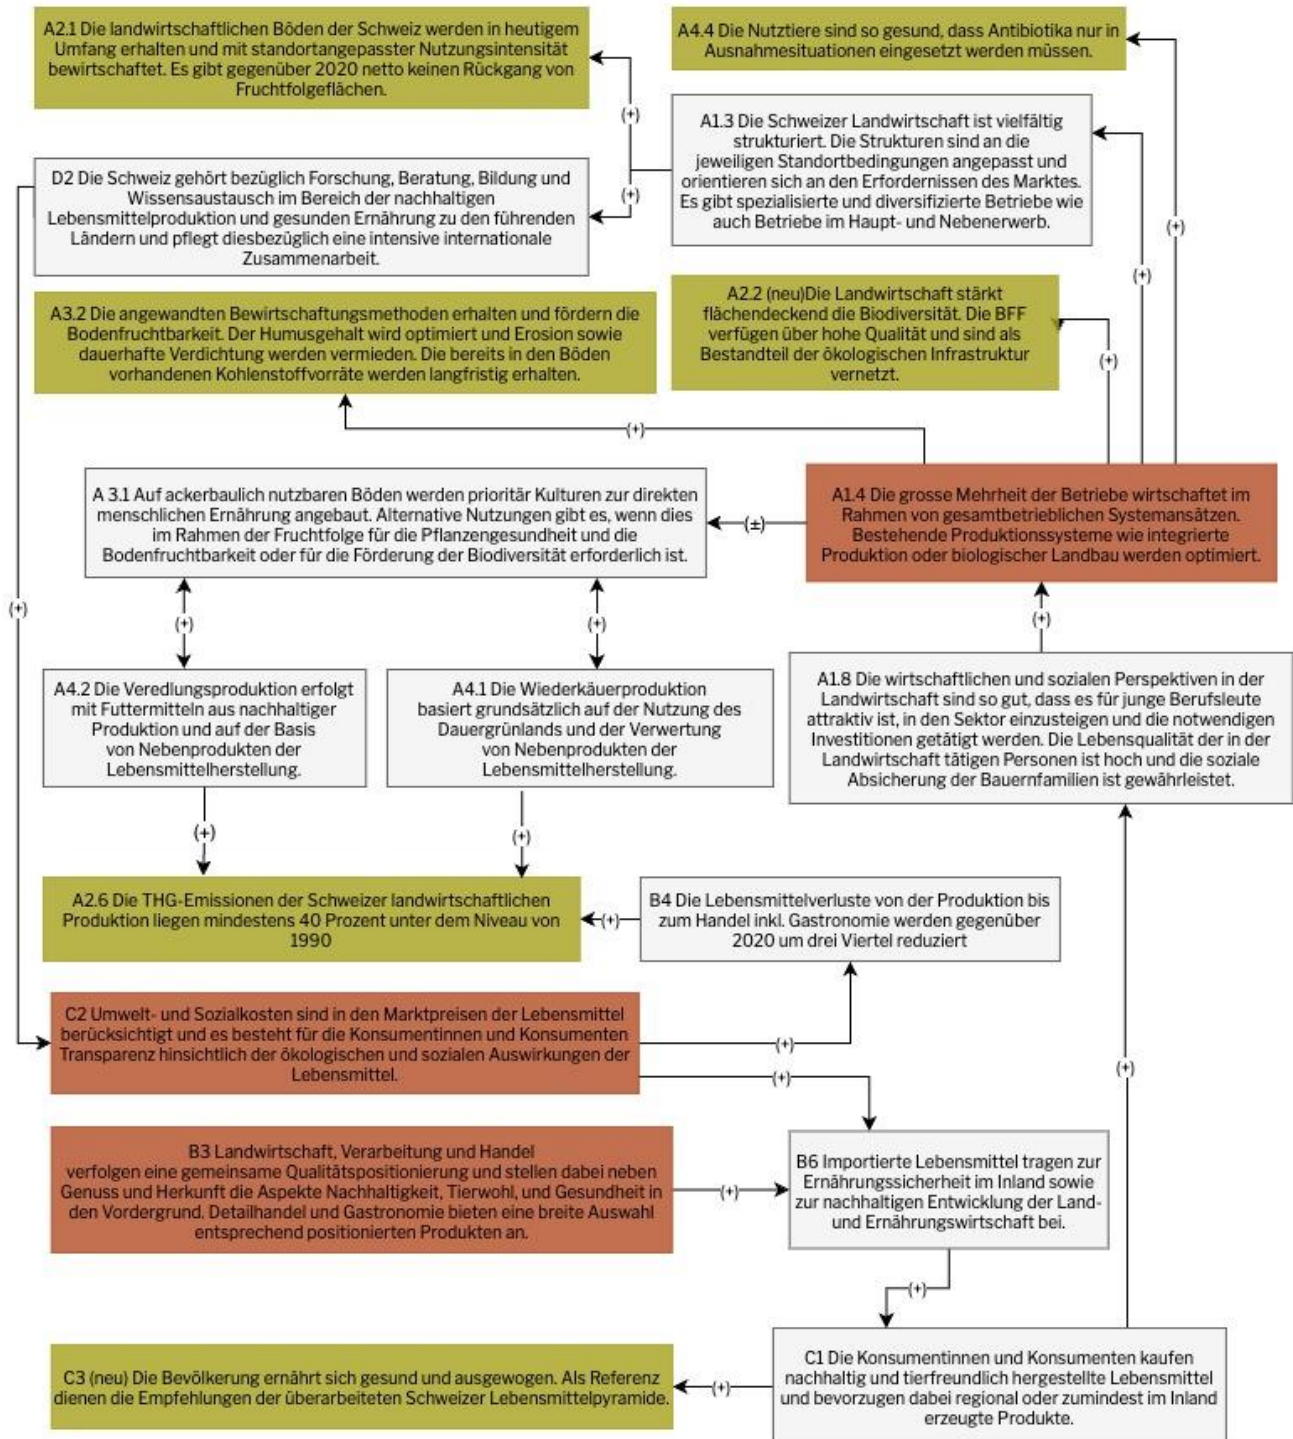 A2.1 Die landwirtschaftlichen Böden der Schweiz werden in heutigem
Umfang erhalten und mit standortangepasster Nutzungsintensität
bewirtschaftet. Es gibt gegenüber 2020 netto keinen Rückgang von
Fruchtfolgeflächen.
A4.4 Die Nutztiere sind so gesund, dass Antibiotika nur in
Ausnahmesituationen eingesetzt werden müssen.
(+)
A1.3 Die Schweizer Landwirtschaft ist vielfältig
strukturiert. Die Strukturen sind an die
jeweiligen Standortbedingungen angepasst und
orientieren sich an den Erfordernissen des Marktes.
Es gibt spezialisierte und diversifizierte Betriebe wie
auch Betriebe im Haupt- und Nebenerwerb.
D2 Die Schweiz gehört bezüglich Forschung, Beratung, Bildung und
Wissensaustausch im Bereich der nachhaltigen
Lebensmittelproduktion und gesunden Ernährung zu den führenden
Ländern und pflegt diesbezüglich eine intensive internationale
Zusammenarbeit.
(+)
(+)
(+)
A3.2 Die angewandten Bewirtschaftungsmethoden erhalten und fördern die
Bodenfruchtbarkeit. Der Humusgehalt wird optimiert und Erosion sowie
dauerhafte Verdichtung werden vermieden. Die bereits in den Böden
vorhandenen Kohlenstoffvorräte werden langfristig erhalten.
A2.2 (neu)Die Landwirtschaft stärkt
flächendeckend die Biodiversität. Die BFF
verfügen über hohe Qualität und sind als
Bestandteil der ökologischen Infrastruktur
vernetzt.
(+)
(+)
A 3.1 Auf ackerbaulich nutzbaren Böden werden prioritär Kulturen zur direkten
menschlichen Ernährung angebaut. Alternative Nutzungen gibt es, wenn dies
im Rahmen der Fruchtfolge für die Pflanzengesundheit und die
Bodenfruchtbarkeit oder für die Förderung der Biodiversität erforderlich ist.
(±)
A1.4 Die grosse Mehrheit der Betriebe wirtschaftet im
Rahmen von gesamtbetrieblichen Systemansätzen.
Bestehende Produktionssysteme wie integrierte
Produktion oder biologischer Landbau werden optimiert.
(+)
(+)
(+)
(+)
A4.2 Die Veredlungsproduktion erfolgt
mit Futtermitteln aus nachhaltiger
Produktion und auf der Basis
von Nebenprodukten der
Lebensmittelherstellung.
A4.1 Die Wiederkäuerproduktion
basiert grundsätzlich auf der Nutzung des
Dauergrünlands und der Verwertung
von Nebenprodukten der
Lebensmittelherstellung.
A1.8 Die wirtschaftlichen und sozialen Perspektiven in der
Landwirtschaft sind so gut, dass es für junge Berufsleute
attraktiv ist, in den Sektor einzusteigen und die notwendigen
Investitionen getätigt werden. Die Lebensqualität der in der
Landwirtschaft tätigen Personen ist hoch und die soziale
Absicherung der Bauernfamilien ist gewährleistet.
(+)
(+)
A2.6 Die THG-Emissionen der Schweizer landwirtschaftlichen
Produktion liegen mindestens 40 Prozent unter dem Niveau von
1990
(+)
B4 Die Lebensmittelverluste von der Produktion bis
zum Handel inkl. Gastronomie werden gegenüber
2020 um drei Viertel reduziert
C2 Umwelt- und Sozialkosten sind in den Marktpreisen der Lebensmittel
berücksichtigt und es besteht für die Konsumentinnen und Konsumenten
Transparenz hinsichtlich der ökologischen und sozialen Auswirkungen der
Lebensmittel.
(+)
(+)
(+)
B3 Landwirtschaft, Verarbeitung und Handel
verfolgen eine gemeinsame Qualitätspositionierung und stellen dabei neben
Genuss und Herkunft die Aspekte Nachhaltigkeit, Tierwohl, und Gesundheit in
den Vordergrund. Detailhandel und Gastronomie bieten eine breite Auswahl
entsprechend positionierten Produkten an.
(+)
B6 Importierte Lebensmittel tragen zur
Ernährungssicherheit im Inland sowie
zur nachhaltigen Entwicklung der Land-
und Ernährungswirtschaft bei.
(+)
C3 (neu) Die Bevölkerung ernährt sich gesund und ausgewogen. Als Referenz
dienen die Empfehlungen der überarbeiteten Schweizer Lebensmittelpyramide.
(+)
C1 Die Konsumentinnen und Konsumenten kaufen
nachhaltig und tierfreundlich hergestellte Lebensmittel
und bevorzugen dabei regional oder zumindest im Inland
erzeugte Produkte.